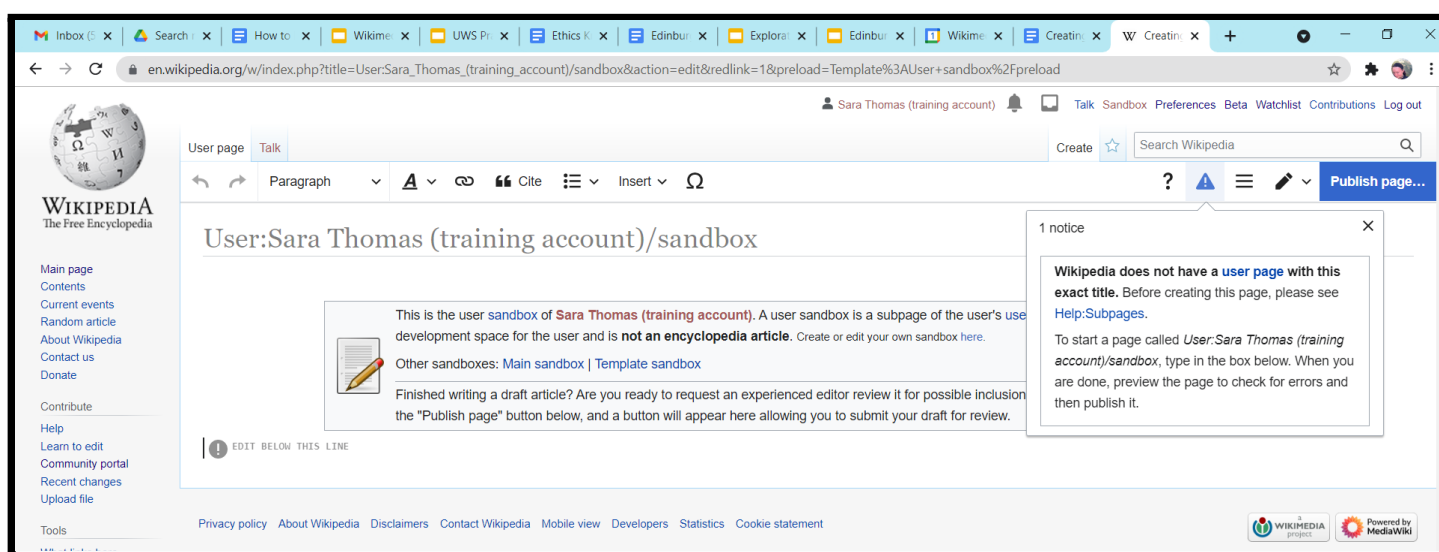 Inbox (5
Search r
How to
Wikime
UWS Pr
Ethics K
Edinbur
Explorat
Edinbur
Wikime
Creatin
Creating
en.wikipedia.org/w/index.php?title=User:Sara_Thomas_(training_account)/sandbox&action=edit&redlink=1&preload=Template%3AUser+sandbox%2Fpreload
Sara Thomas (training account) Talk Sandbox Preferences Beta Watchlist Contributions Log out
User page Talk Create Search Wikipedia
Paragraph A Cite Insert Ω ? Publish page...
WIKIPEDIA
The Free Encyclopedia
Main page
Contents
Current events
Random article
About Wikipedia
Contact us
Donate
Contribute
Help
Learn to edit
Community portal
Recent changes
Upload file
Tools
User:Sara Thomas (training account)/sandbox
This is the user sandbox of Sara Thomas (training account). A user sandbox is a subpage of the user's use
development space for the user and is not an encyclopedia article. Create or edit your own sandbox here.
Other sandboxes: Main sandbox | Template sandbox
Finished writing a draft article? Are you ready to request an experienced editor review it for possible inclusion
the "Publish page" button below, and a button will appear here allowing you to submit your draft for review.
EDIT BELOW THIS LINE
1 notice
Wikipedia does not have a user page with this
exact title. Before creating this page, please see
Help:Subpages.
To start a page called User:Sara Thomas (training
account)/sandbox, type in the box below. When you
are done, preview the page to check for errors and
then publish it.
Privacy policy About Wikipedia Disclaimers Contact Wikipedia Mobile view Developers Statistics Cookie statement
a
WIKIMEDIA
project
Powered by
MediaWiki